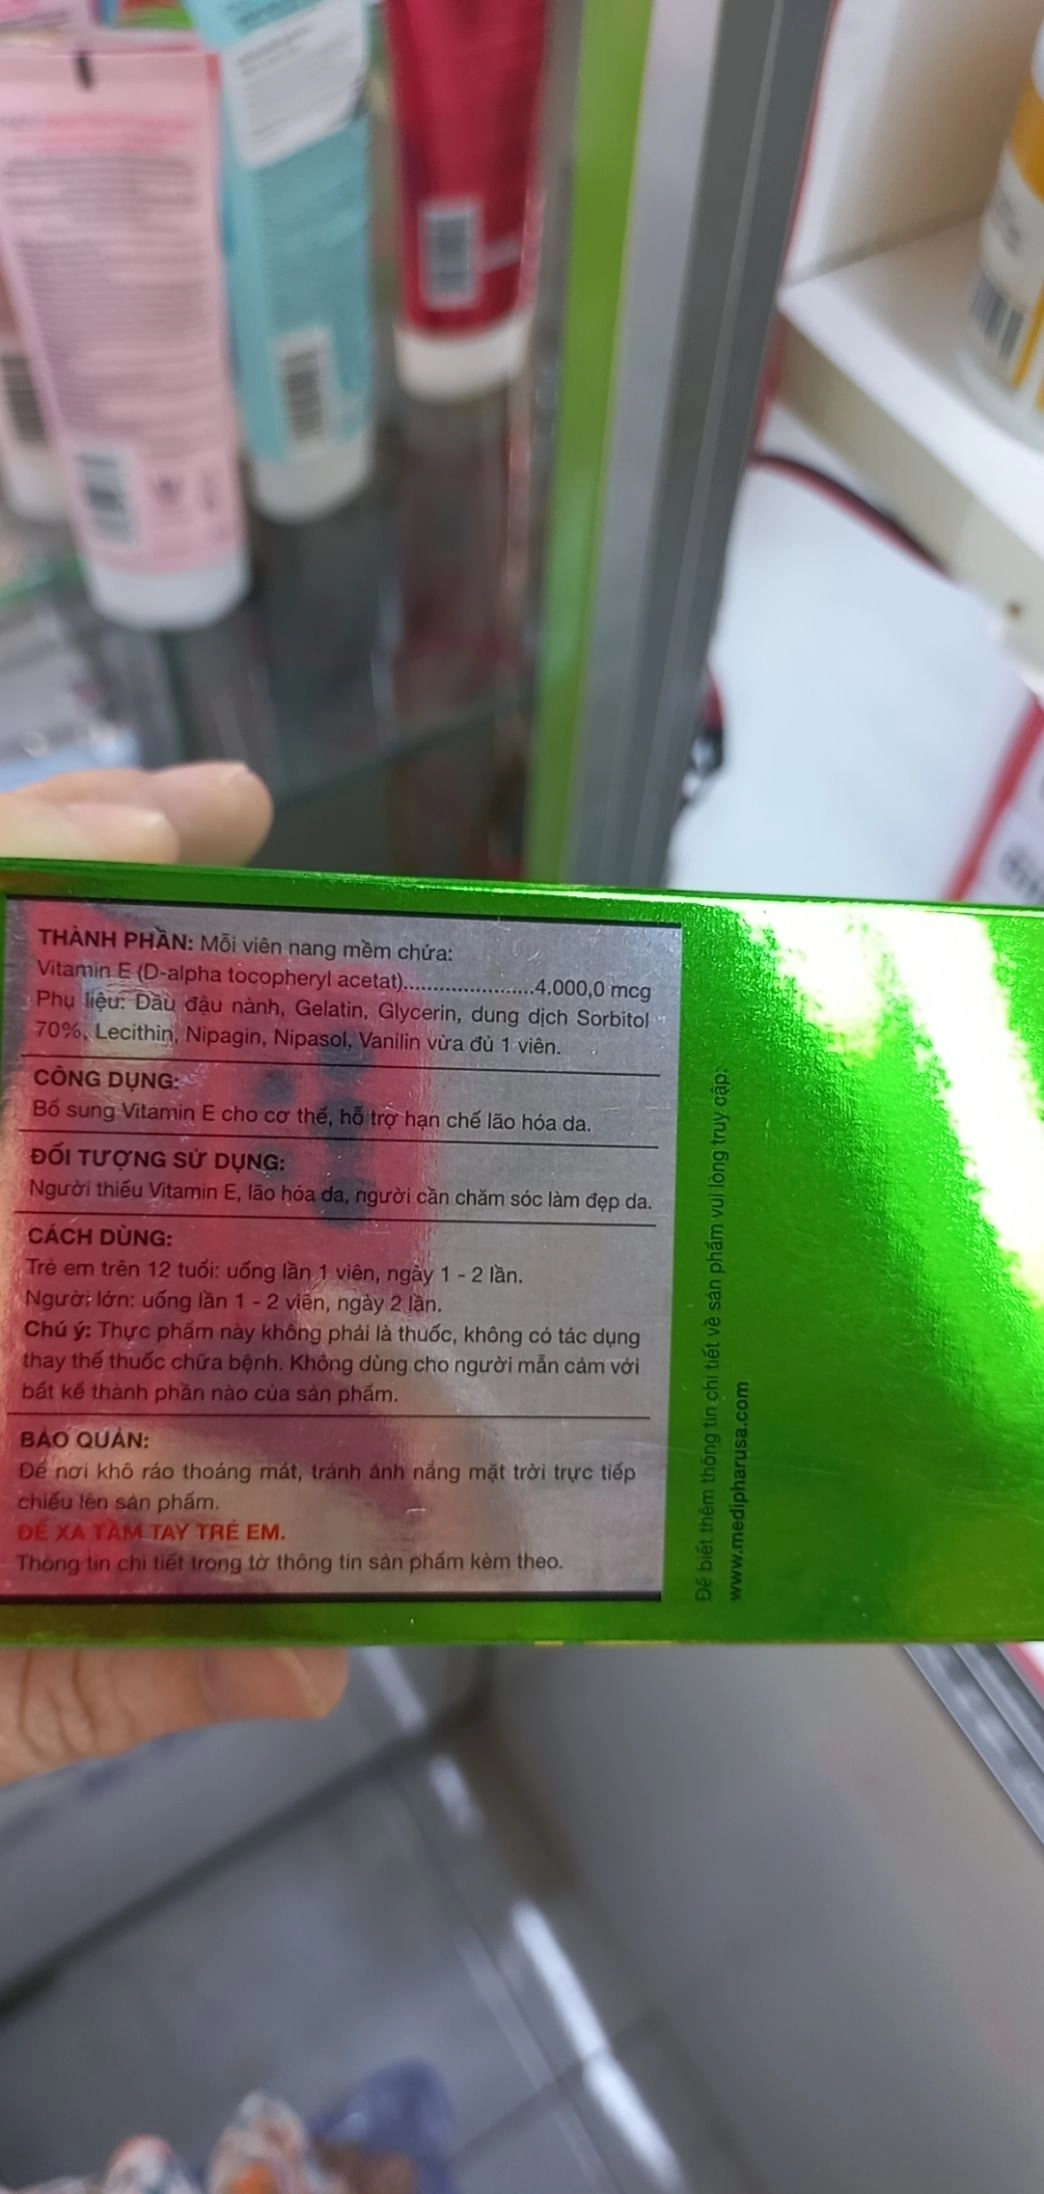 THÀNH PHẦN: Mỗi viên nang mềm chứa:
Vitamin E (D-alpha tocopheryl acetat).......................4.000,0 mcg
Phụ liệu: Dầu đậu nành, Gelatin, Glycerin, dung dịch Sorbitol
70%, Lecithin, Nipagin, Nipasol, Vanilin vừa đủ 1 viên.
CÔNG DỤNG:
Bổ sung Vitamin E cho cơ thể, hỗ trợ hạn chế lão hóa da.
ĐỐI TƯỢNG SỬ DỤNG:
Người thiếu Vitamin E, lão hóa da, người cần chăm sóc làm đẹp da.
CÁCH DÙNG:
Trẻ em trên 12 tuổi: uống lần 1 viên, ngày 1 - 2 lần.
Người lớn: uống lần 1 - 2 viên, ngày 2 lần.
Chú ý: Thực phẩm này không phải là thuốc, không có tác dụng
thay thế thuốc chữa bệnh. Không dùng cho người mẫn cảm với
bất kể thành phần nào của sản phẩm.
BẢO QUẢN:
Để nơi khô ráo thoáng mát, tránh ánh nắng mặt trời trực tiếp
chiếu lên sản phẩm.
ĐỂ XA TẦM TAY TRẺ EM.
Thông tin chi tiết trong tờ thông tin sản phẩm kèm theo.
Để biết thêm thông tin chi tiết về sản phẩm vui lòng truy cập:
www.medipharusa.com